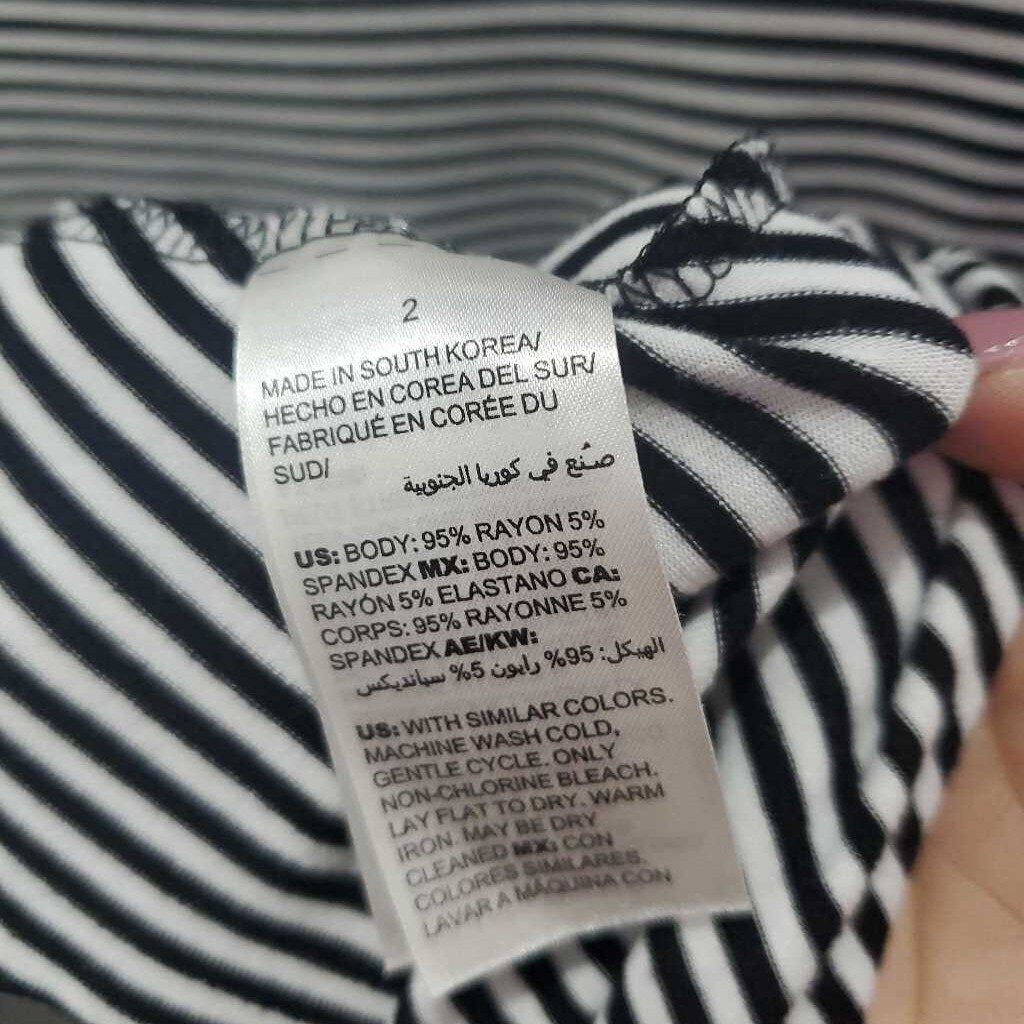 2
MADE IN SOUTH KOREA/
HECHO EN COREA DEL SUR/
FABRIQUÉ EN CORÉE DU
SUD/
صُنع في كوريا الجنوبية
US: BODY: 95% RAYON 5%
SPANDEX MX: BODY: 95%
RAYÓN 5% ELASTANO CA:
CORPS: 95% RAYONNE 5%
SPANDEX AE/KW:
الهيكل: 95% رايون 5% سبانديكس
US: WITH SIMILAR COLORS.
MACHINE WASH COLD,
GENTLE CYCLE. ONLY
NON-CHLORINE BLEACH.
LAY FLAT TO DRY. WARM
IRON. MAY BE DRY
CLEANED MX: CON
COLORES SIMILARES.
LAVAR A MÁQUINA CON